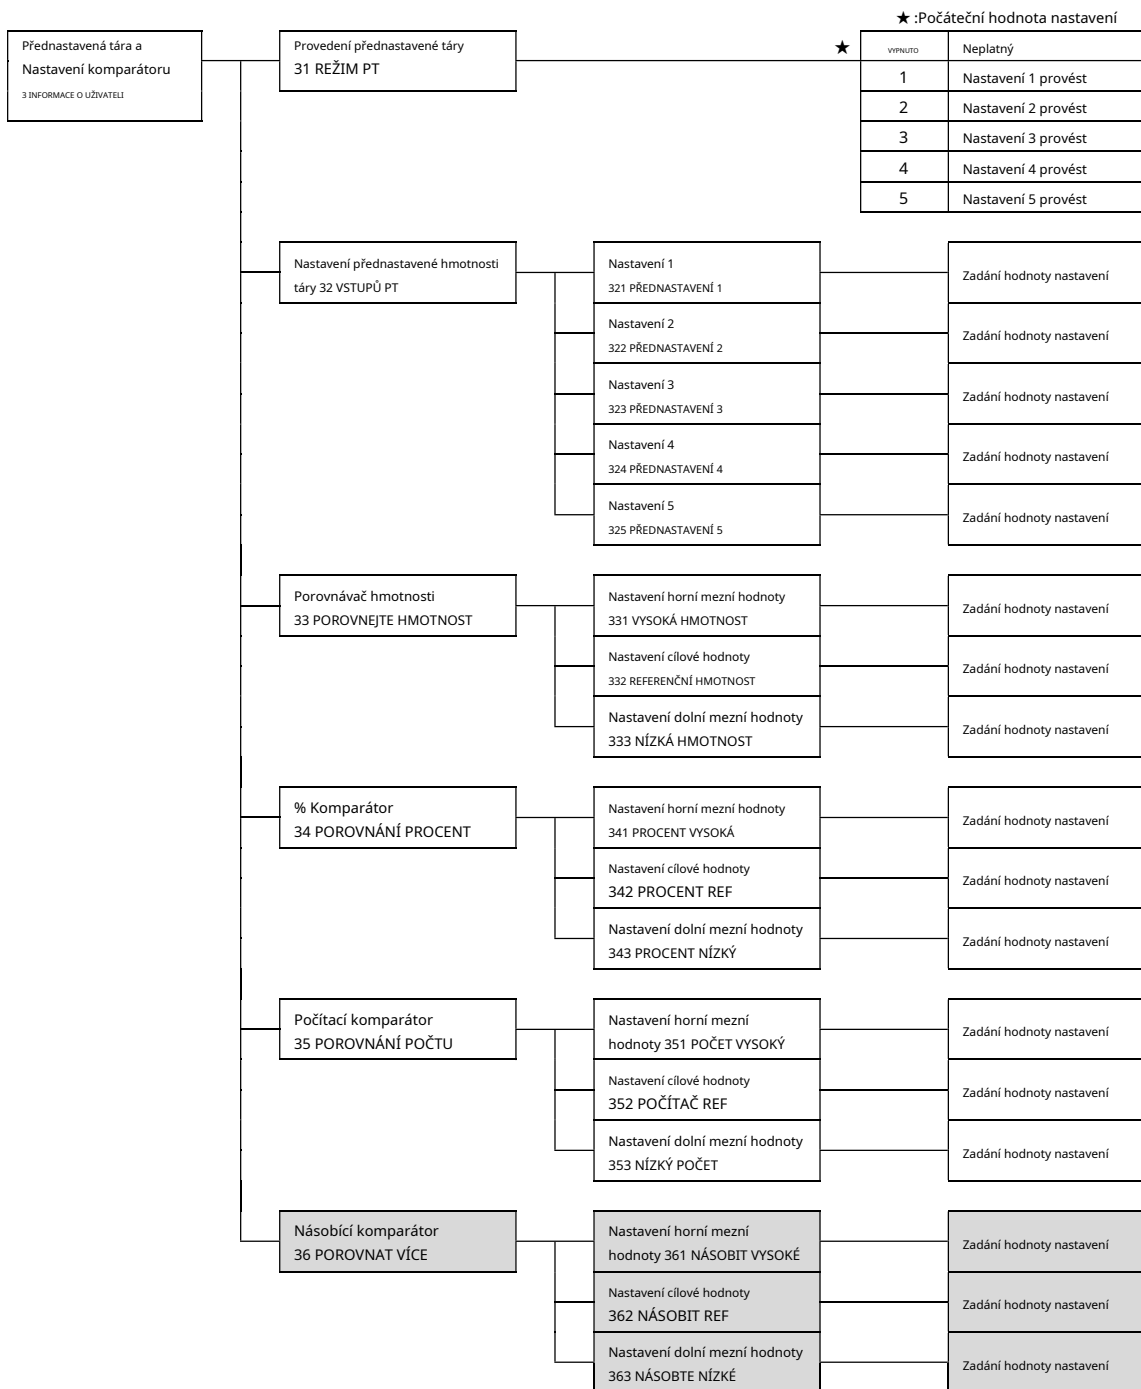 ★ :Počáteční hodnota nastavení
Přednastavená tára a
Nastavení komparátoru
3 INFORMACE O UŽIVATELI
Provedení přednastavené táry
31 REŽIM PT
★
VYPNUTO Neplatný
1 Nastavení 1 provést
2 Nastavení 2 provést
3 Nastavení 3 provést
4 Nastavení 4 provést
5 Nastavení 5 provést
Nastavení přednastavené hmotnosti
táry 32 VSTUPŮ PT
Nastavení 1
321 PŘEDNASTAVENÍ 1
Zadání hodnoty nastavení
Nastavení 2
322 PŘEDNASTAVENÍ 2
Zadání hodnoty nastavení
Nastavení 3
323 PŘEDNASTAVENÍ 3
Zadání hodnoty nastavení
Nastavení 4
324 PŘEDNASTAVENÍ 4
Zadání hodnoty nastavení
Nastavení 5
325 PŘEDNASTAVENÍ 5
Zadání hodnoty nastavení
Porovnávač hmotnosti
33 POROVNEJTE HMOTNOST
Nastavení horní mezní hodnoty
331 VYSOKÁ HMOTNOST
Zadání hodnoty nastavení
Nastavení cílové hodnoty
332 REFERENČNÍ HMOTNOST
Zadání hodnoty nastavení
Nastavení dolní mezní hodnoty
333 NÍZKÁ HMOTNOST
Zadání hodnoty nastavení
% Komparátor
34 POROVNÁNÍ PROCENT
Nastavení horní mezní hodnoty
341 PROCENT VYSOKÁ
Zadání hodnoty nastavení
Nastavení cílové hodnoty
342 PROCENT REF
Zadání hodnoty nastavení
Nastavení dolní mezní hodnoty
343 PROCENT NÍZKÝ
Zadání hodnoty nastavení
Počítací komparátor
35 POROVNÁNÍ POČTU
Nastavení horní mezní
hodnoty 351 POČET VYSOKÝ
Zadání hodnoty nastavení
Nastavení cílové hodnoty
352 POČÍTAČ REF
Zadání hodnoty nastavení
Nastavení dolní mezní hodnoty
353 NÍZKÝ POČET
Zadání hodnoty nastavení
Násobící komparátor
36 POROVNAT VÍCE
Nastavení horní mezní
hodnoty 361 NÁSOBIT VYSOKÉ
Zadání hodnoty nastavení
Nastavení cílové hodnoty
362 NÁSOBIT REF
Zadání hodnoty nastavení
Nastavení dolní mezní hodnoty
363 NÁSOBTE NÍZKÉ
Zadání hodnoty nastavení